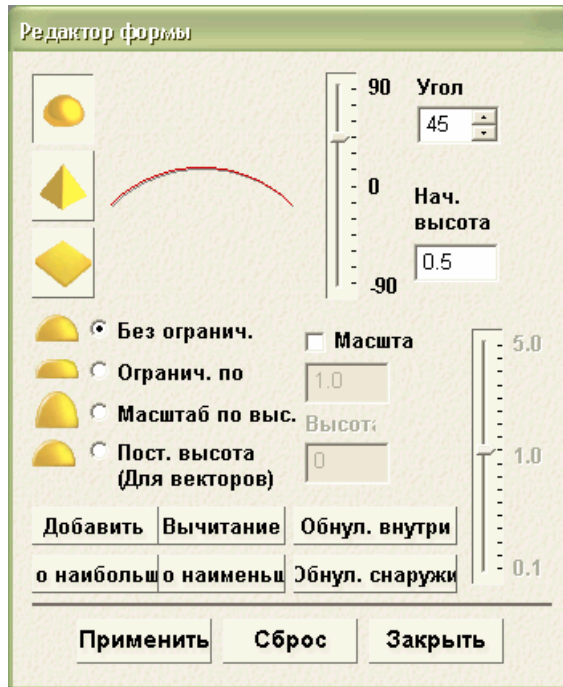 Редактор формы
90
Угол
45
0
Нач.
высота
0.5
-90
Без огранич.
Масшта
5.0
Огранич. по
1.0
Масштаб по выс.
Высота
Пост. высота
(Для векторов)
0
1.0
Добавить Вычитание Обнул. внутри
о наибольш о наименьш Обнул. снаружи
0.1
Применить Сброс Закрыть